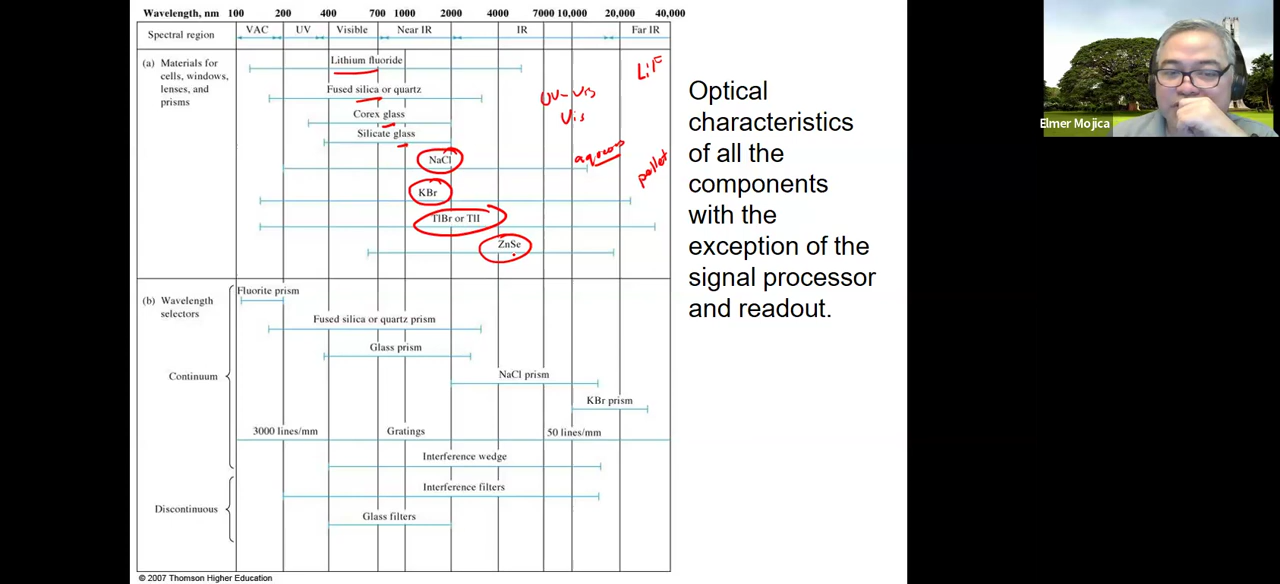 Wavelength, nm 100 200 400 700 1000 2000 4000 7000 10,000 20,000 40,000
Spectral region VAC UV Visible Near IR IR Far IR
(a) Materials for
cells, windows,
lenses, and
prisms
Lithium fluoride
LiF
Fused silica or quartz
UV-Vis
Corex glass
Vis
Silicate glass
NaCl
aqueous
pellet
KBr
TlBr or TlI
ZnSe
(b) Wavelength
selectors
Fluorite prism
Fused silica or quartz prism
Glass prism
Continuum
NaCl prism
KBr prism
3000 lines/mm Gratings 50 lines/mm
Interference wedge
Interference filters
Discontinuous
Glass filters
© 2007 Thomson Higher Education
Optical
characteristics
of all the
components
with the
exception of the
signal processor
and readout.
Elmer Mojica